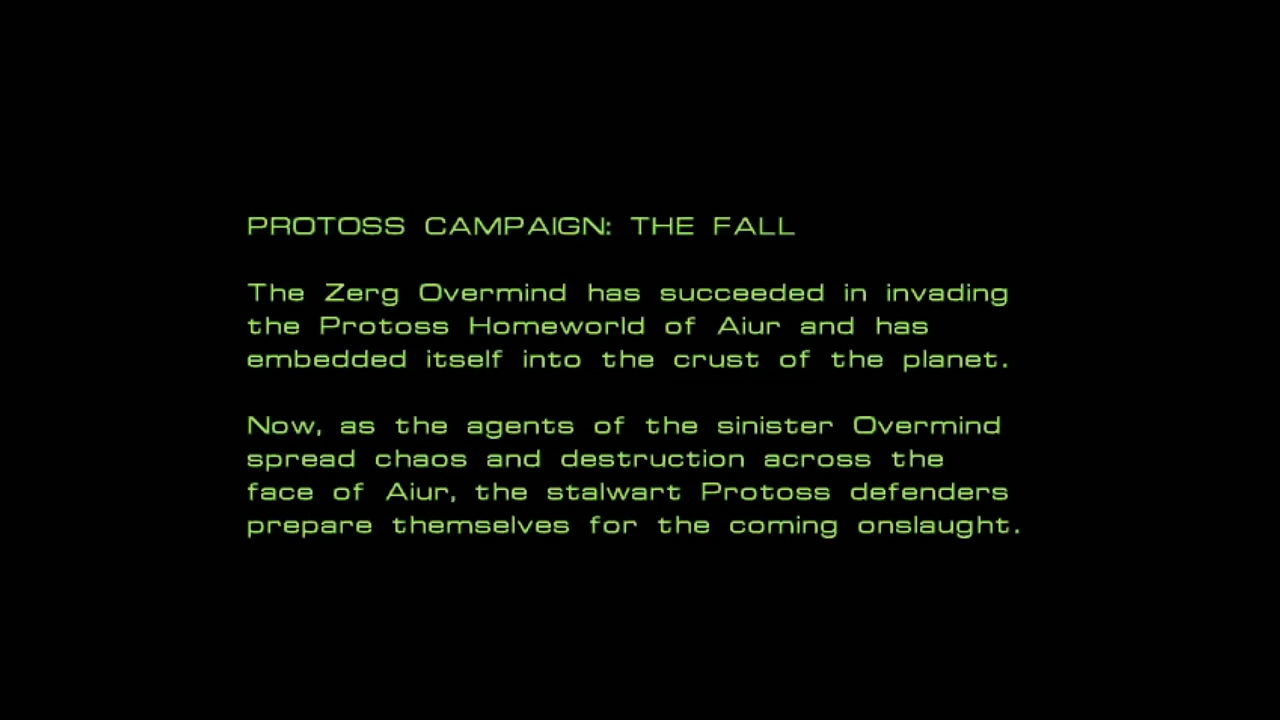 PROTOSS CAMPAIGN: THE FALL
The Zerg Overmind has succeeded in invading
the Protoss Homeworld of Aiur and has
embedded itself into the crust of the planet.
Now, as the agents of the sinister Overmind
spread chaos and destruction across the
face of Aiur, the stalwart Protoss defenders
prepare themselves for the coming onslaught.